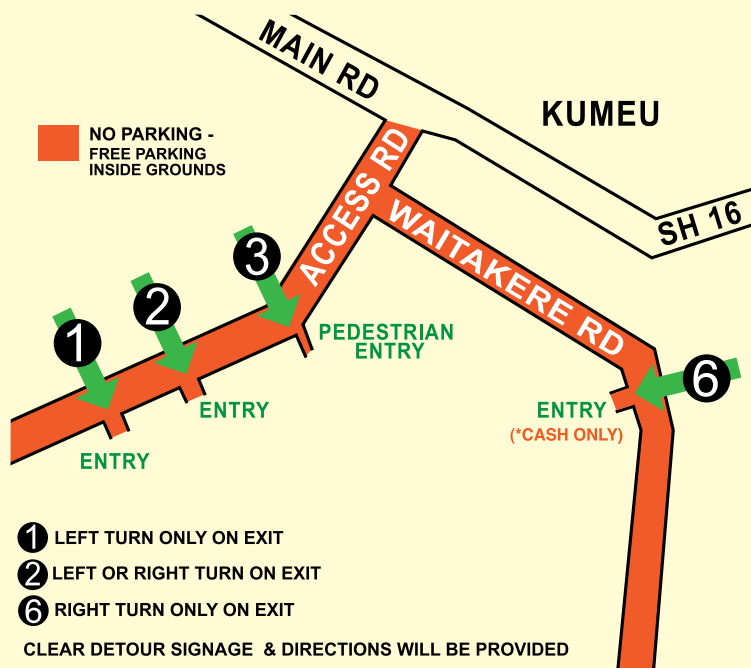 MAIN RD
KUMEU
NO PARKING -
FREE PARKING
INSIDE GROUNDS
ACCESS RD
WAITAKERE RD
SH 16
3
2
1
PEDESTRIAN
ENTRY
6
ENTRY
ENTRY
(*CASH ONLY)
ENTRY
1 LEFT TURN ONLY ON EXIT
2 LEFT OR RIGHT TURN ON EXIT
6 RIGHT TURN ONLY ON EXIT
CLEAR DETOUR SIGNAGE & DIRECTIONS WILL BE PROVIDED